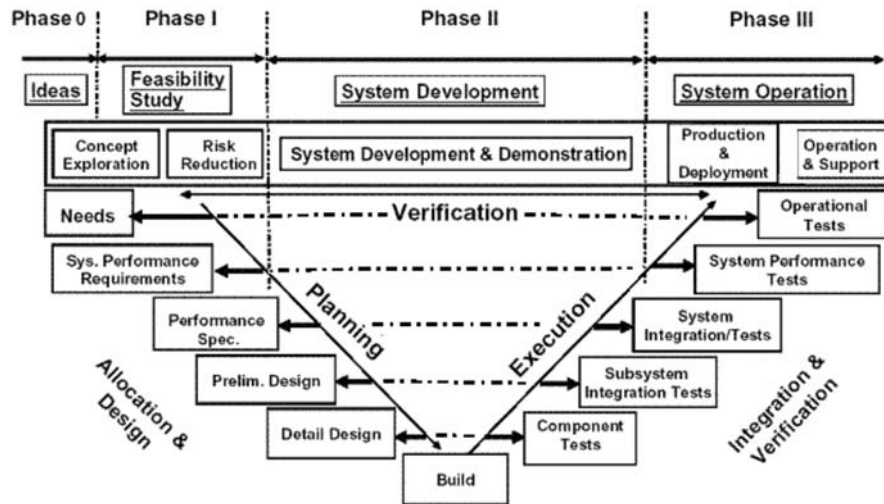 Phase 0
Phase I
Phase II
Phase III
Ideas
Feasibility
Study
System Development
System Operation
Concept
Exploration
Risk
Reduction
System Development & Demonstration
Production
&
Deployment
Operation
& Support
Needs
Verification
Operational
Tests
Sys. Performance
Requirements
System Performance
Tests
Planning
Execution
Performance
Spec.
System
Integration/Tests
Prelim. Design
Subsystem
Integration Tests
Allocation &
Design
Integration &
Verification
Detail Design
Component
Tests
Build